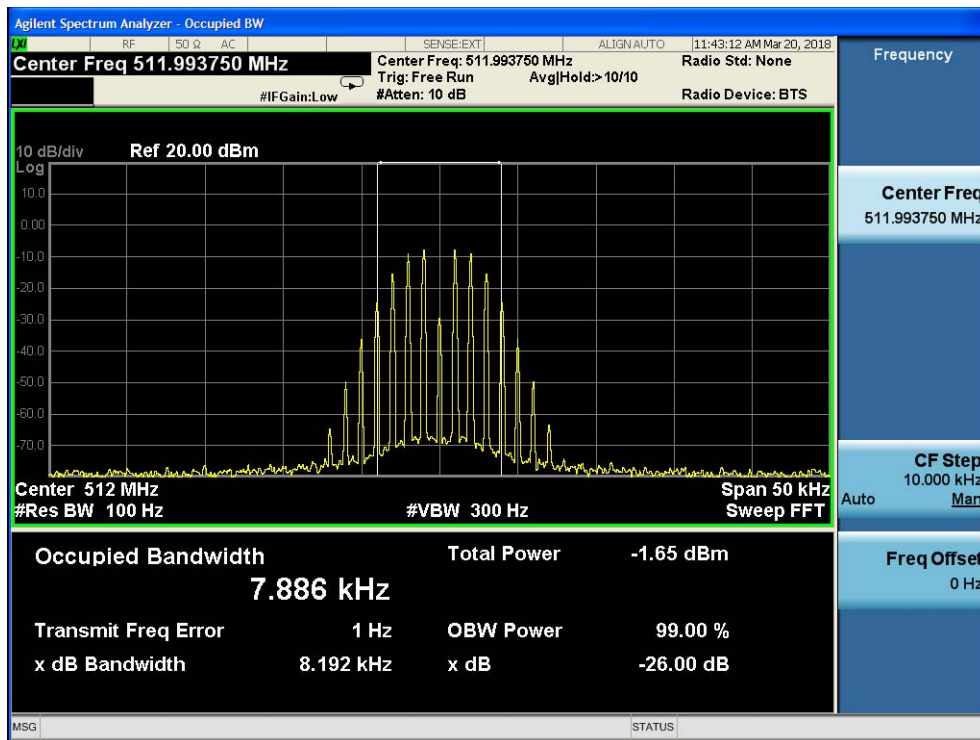 Agilent Spectrum Analyzer - Occupied BW
LXI RF 50 Ω AC SENSE:EXT ALIGN AUTO 11:43:12 AM Mar 20, 2018
Center Freq 511.993750 MHz
Center Freq: 511.993750 MHz
Radio Std: None
Trig: Free Run Avg|Hold:> 10/10
#IFGain:Low
#Atten: 10 dB
Radio Device: BTS
Frequency
10 dB/div Ref 20.00 dBm
Log
10.0
0.00
-10.0
-20.0
-30.0
-40.0
-50.0
-60.0
-70.0
Center 512 MHz Span 50 kHz
#Res BW 100 Hz #VBW 300 Hz Sweep FFT
Center Freq
511.993750 MHz
CF Step
10.000 kHz
Auto Man
Freq Offset
0 Hz
Occupied Bandwidth Total Power -1.65 dBm
7.886 kHz
Transmit Freq Error 1 Hz OBW Power 99.00 %
x dB Bandwidth 8.192 kHz x dB -26.00 dB
MSG STATUS